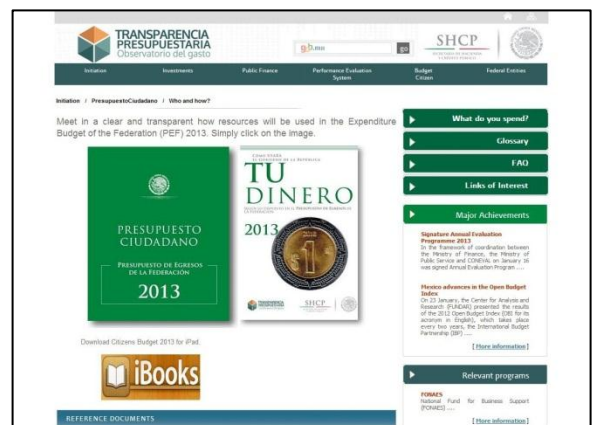 TRANSPARENCIA
PRESUPUESTARIA
Observatorio del gasto
gob.mx
go
SHCP
Initiation
Investments
Public Finance
Performance Evaluation
System
Budget
Citizen
Federal Entities
Initiation / PresupuestoCiudadano / Who and how?
Meet in a clear and transparent how resources will be used in the Expenditure
Budget of the Federation (PEF) 2013. Simply click on the image.
PRESUPUESTO
CIUDADANO
PRESUPUESTO DE EGRESOS
DE LA FEDERACIÓN
2013
TU
DINERO
2013
$1
SHCP
Download Citizens Budget 2013 for iPad.
iBooks
REFERENCE DOCUMENTS
What do you spend?
Glossary
FAQ
Links of Interest
Major Achievements
Signature Annual Evaluation
Programme 2013
In the framework of coordination between
the Ministry of Finance, the Ministry of
Public Service and CONEVAL on January 16
was signed Annual Evaluation Program ....
Mexico advances in the Open Budget
Index
On 23 January, the Center for Analysis and
Research (FUNDAR) presented the results
of the 2012 Open Budget Index (OBI for its
acronym in English), which takes place
every two years, the International Budget
Partnership (IBP) ....
[ More information ]
Relevant programs
FONAES
National Fund for Business Support
(FONAES) ....
[ More information ]